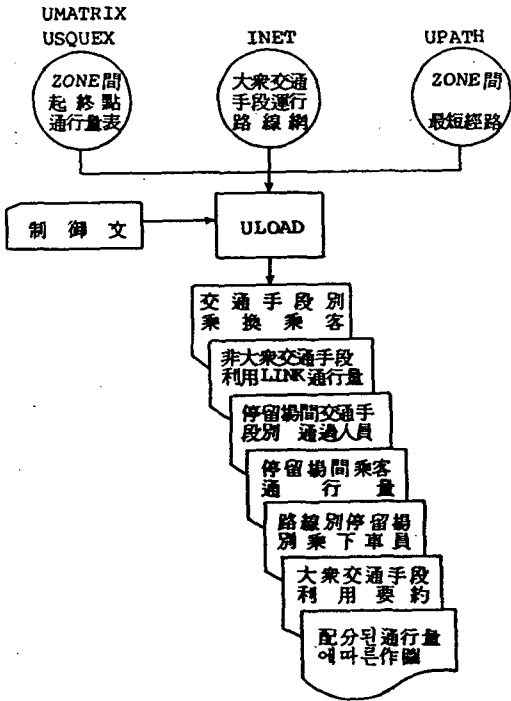 UMATRIX
USQUEX
INET
UPATH
ZONE間
起終點
通行量表
大衆交通
手段運行
路線網
ZONE間
最短經路
制御文
ULOAD
交通手段別
乘換乘客
非大衆交通手段
利用LINK通行量
停留場間交通手
段別 通過人員
停留場間乘客
通行量
路線別停留場
別乘下車員
大衆交通手段
利用要約
配分된通行量
에따른作圖